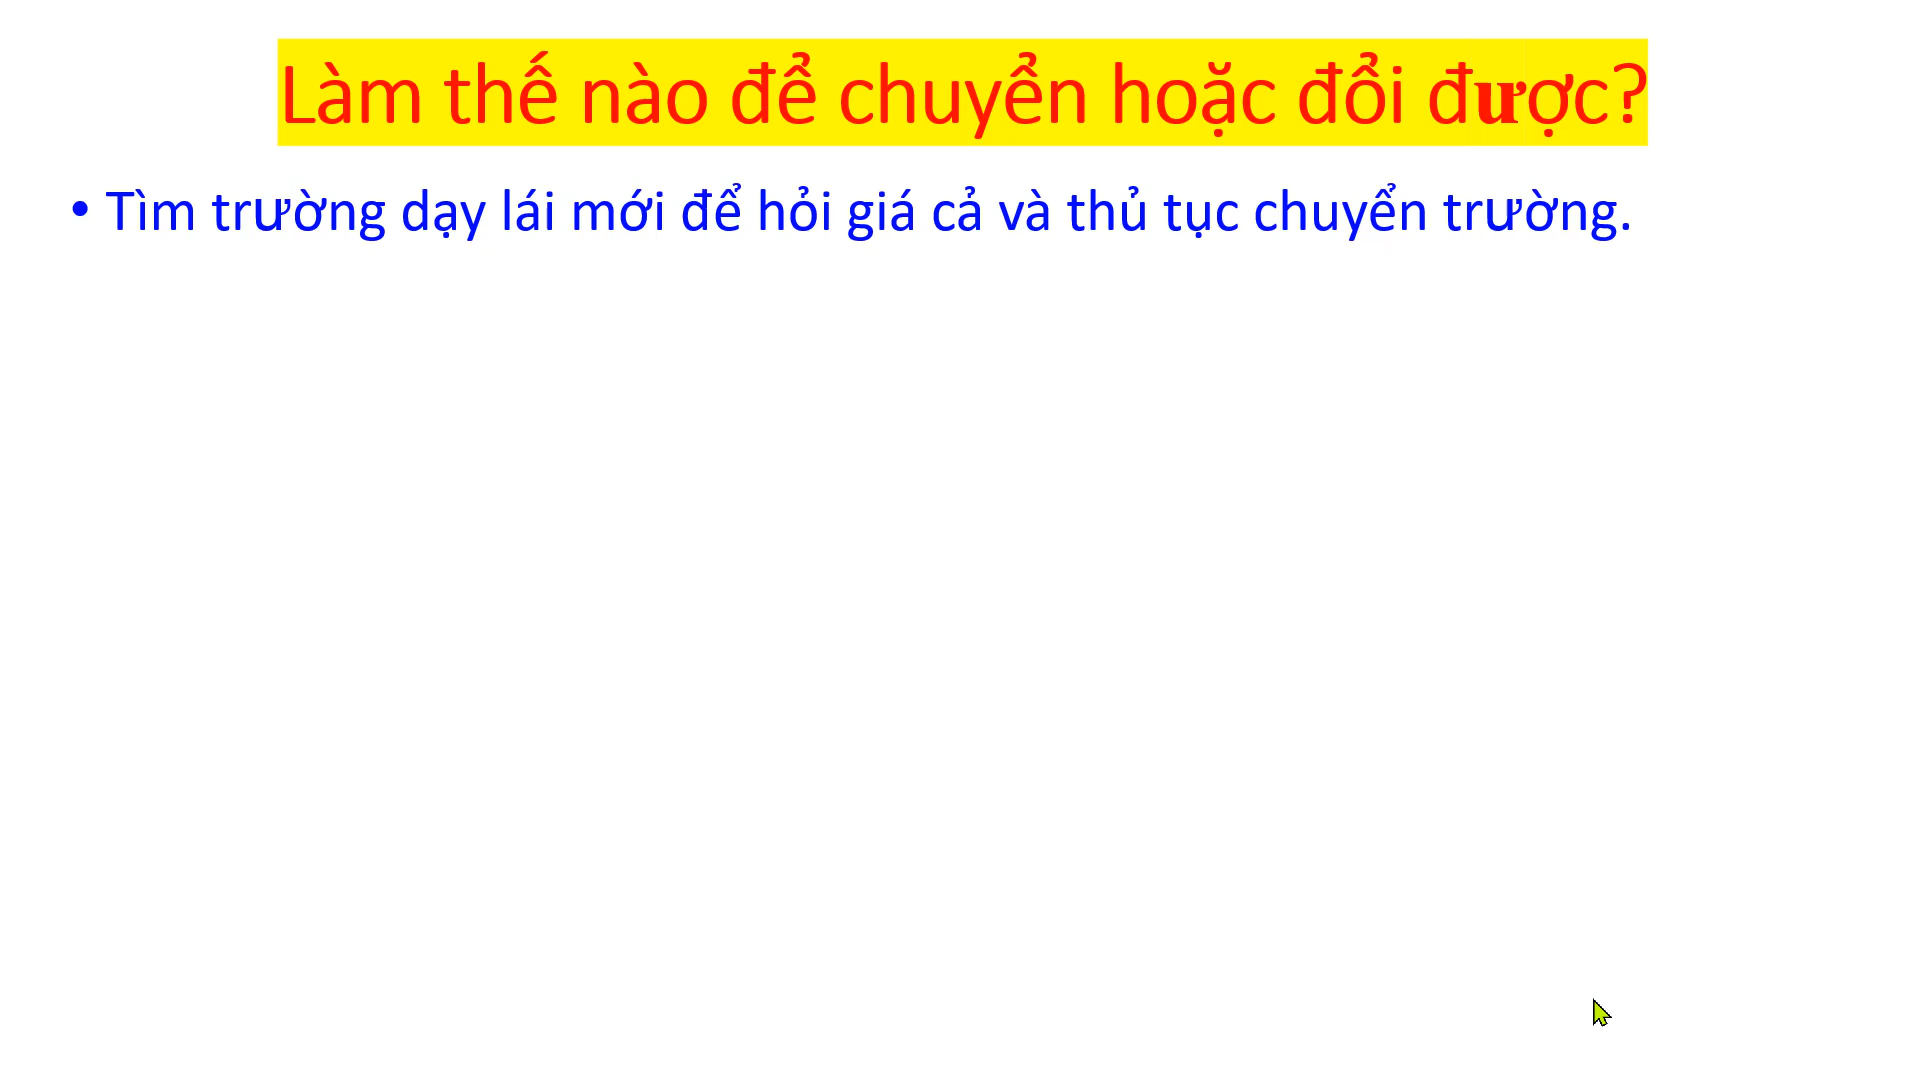 Làm thế nào để chuyển hoặc đổi được?
• Tìm trường dạy lái mới để hỏi giá cả và thủ tục chuyển trường.